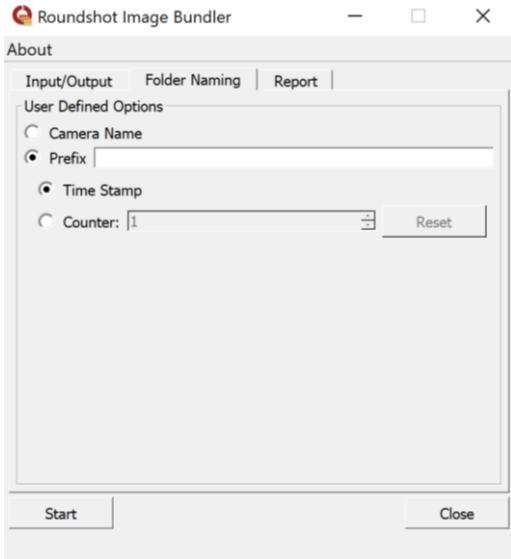 Roundshot Image Bundler
About
Input/Output Folder Naming Report
User Defined Options
Camera Name
Prefix
Time Stamp
Counter: 1 Reset
Start Close